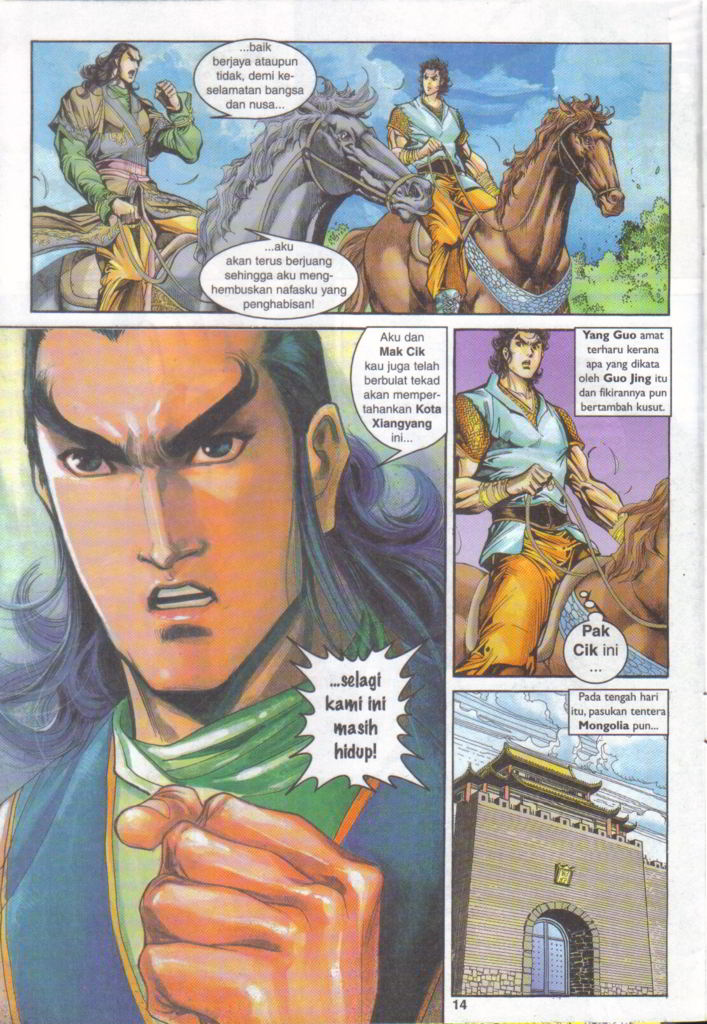 ...baik
berjaya ataupun
tidak, demi ke-
selamatan bangsa
dan nusa...
...aku
akan terus berjuang
sehingga aku meng-
hembuskan nafasku yang
penghabisan!
Aku dan
Mak Cik
kau juga telah
berbulat tekad
akan memper-
tahankan Kota
Xiangyang
ini...
...selagi
kami ini
masih
hidup!
Yang Guo amat
terharu kerana
apa yang dikata
oleh Guo Jing itu
dan fikirannya pun
bertambah kusut.
Pak
Cik ini
...
Pada tengah hari
itu, pasukan tentera
Mongolia pun...
14